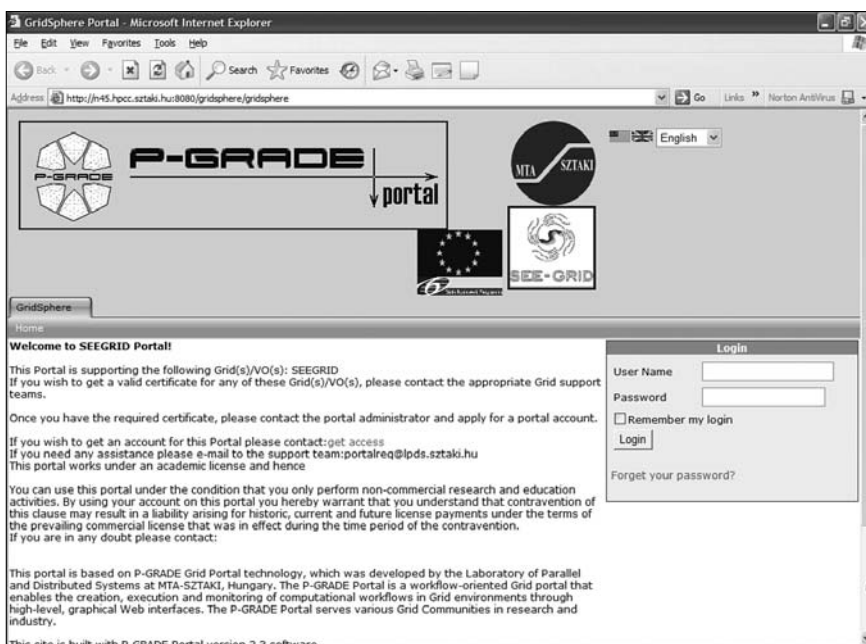 GridSphere Portal - Microsoft Internet Explorer
File Edit View Favorites Tools Help
Back Search Favorites
Address http://n45.hpcc.sztaki.hu:8080/gridsphere/gridsphere Go Links » Norton AntiVirus
P-GRADE
P-GRADE
portal
MTA SZTAKI
English
SEE-GRID
6
GridSphere
Home
Welcome to SEEGRID Portal!
This Portal is supporting the following Grid(s)/VO(s): SEEGRID
If you wish to get a valid certificate for any of these Grid(s)/VO(s), please contact the appropriate Grid support
teams.
Once you have the required certificate, please contact the portal administrator and apply for a portal account.
If you wish to get an account for this Portal please contact:get access
If you need any assistance please e-mail to the support team:portalreq@lpds.sztaki.hu
This portal works under an academic license and hence
You can use this portal under the condition that you only perform non-commercial research and education
activities. By using your account on this portal you hereby warrant that you understand that contravention of
this clause may result in a liability arising for historic, current and future license payments under the terms of
the prevailing commercial license that was in effect during the time period of the contravention.
If you are in any doubt please contact:
This portal is based on P-GRADE Grid Portal technology, which was developed by the Laboratory of Parallel
and Distributed Systems at MTA-SZTAKI, Hungary. The P-GRADE Portal is a workflow-oriented Grid portal that
enables the creation, execution and monitoring of computational workflows in Grid environments through
high-level, graphical Web interfaces. The P-GRADE Portal serves various Grid Communities in research and
industry.
This site is built with P-GRADE Portal version 2.3 software
Login
User Name
Password
Remember my login
Login
Forget your password?